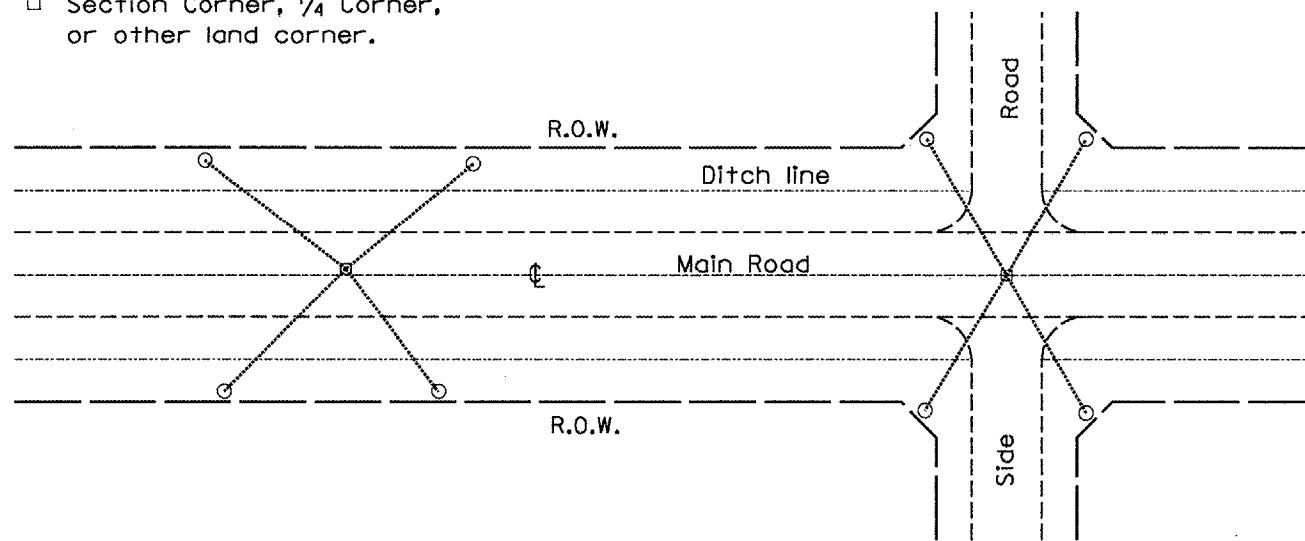 □ Section Corner, 1/4 Corner,
or other land corner.
Road
R.O.W.
Ditch line
Main Road
℄
R.O.W.
Side